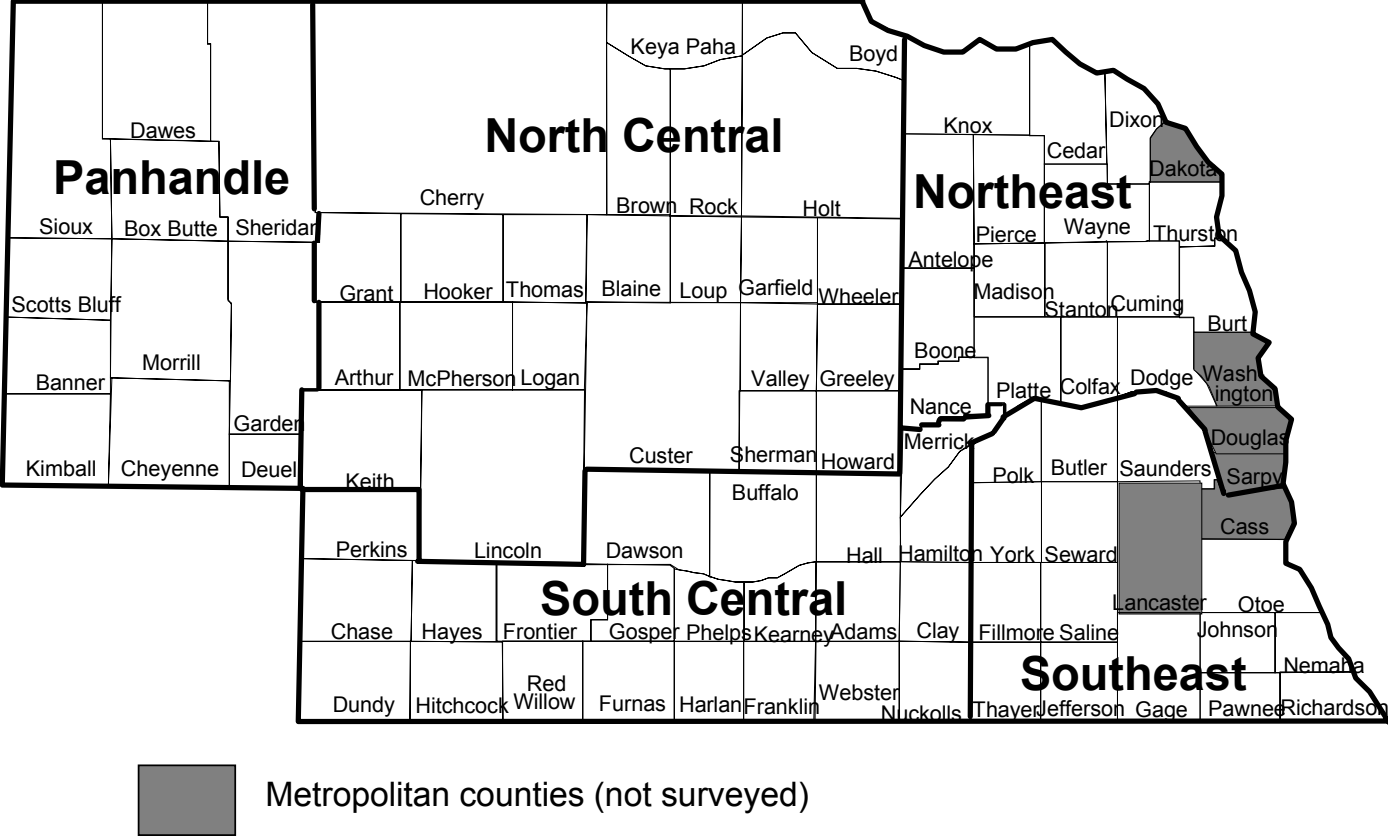 Keya Paha
Boyd
Dawes
Knox
Dixon
North Central
Cedar
Dakota
Panhandle
Northeast
Cherry
Brown
Rock
Holt
Sioux
Box Butte
Sheridan
Pierce
Wayne
Thurston
Antelope
Scotts Bluff
Grant
Hooker
Thomas
Blaine
Loup
Garfield
Wheeler
Madison
Stanton
Cuming
Burt
Boone
Morrill
Banner
Arthur
McPherson
Logan
Valley
Greeley
Platte
Colfax
Dodge
Wash
ington
Nance
Garden
Merrick
Douglas
Kimball
Cheyenne
Deuel
Keith
Custer
Sherman
Howard
Polk
Butler
Saunders
Sarpy
Buffalo
Cass
Perkins
Lincoln
Dawson
Hall
Hamilton
York
Seward
South Central
Lancaster
Otoe
Chase
Hayes
Frontier
Gosper
Phelps
Kearney
Adams
Clay
Fillmore
Saline
Johnson
Southeast
Nemaha
Dundy
Hitchcock
Red
Willow
Furnas
Harlan
Franklin
Webster
Nuckolls
Thayer
Jefferson
Gage
Pawnee
Richardson
Metropolitan counties (not surveyed)